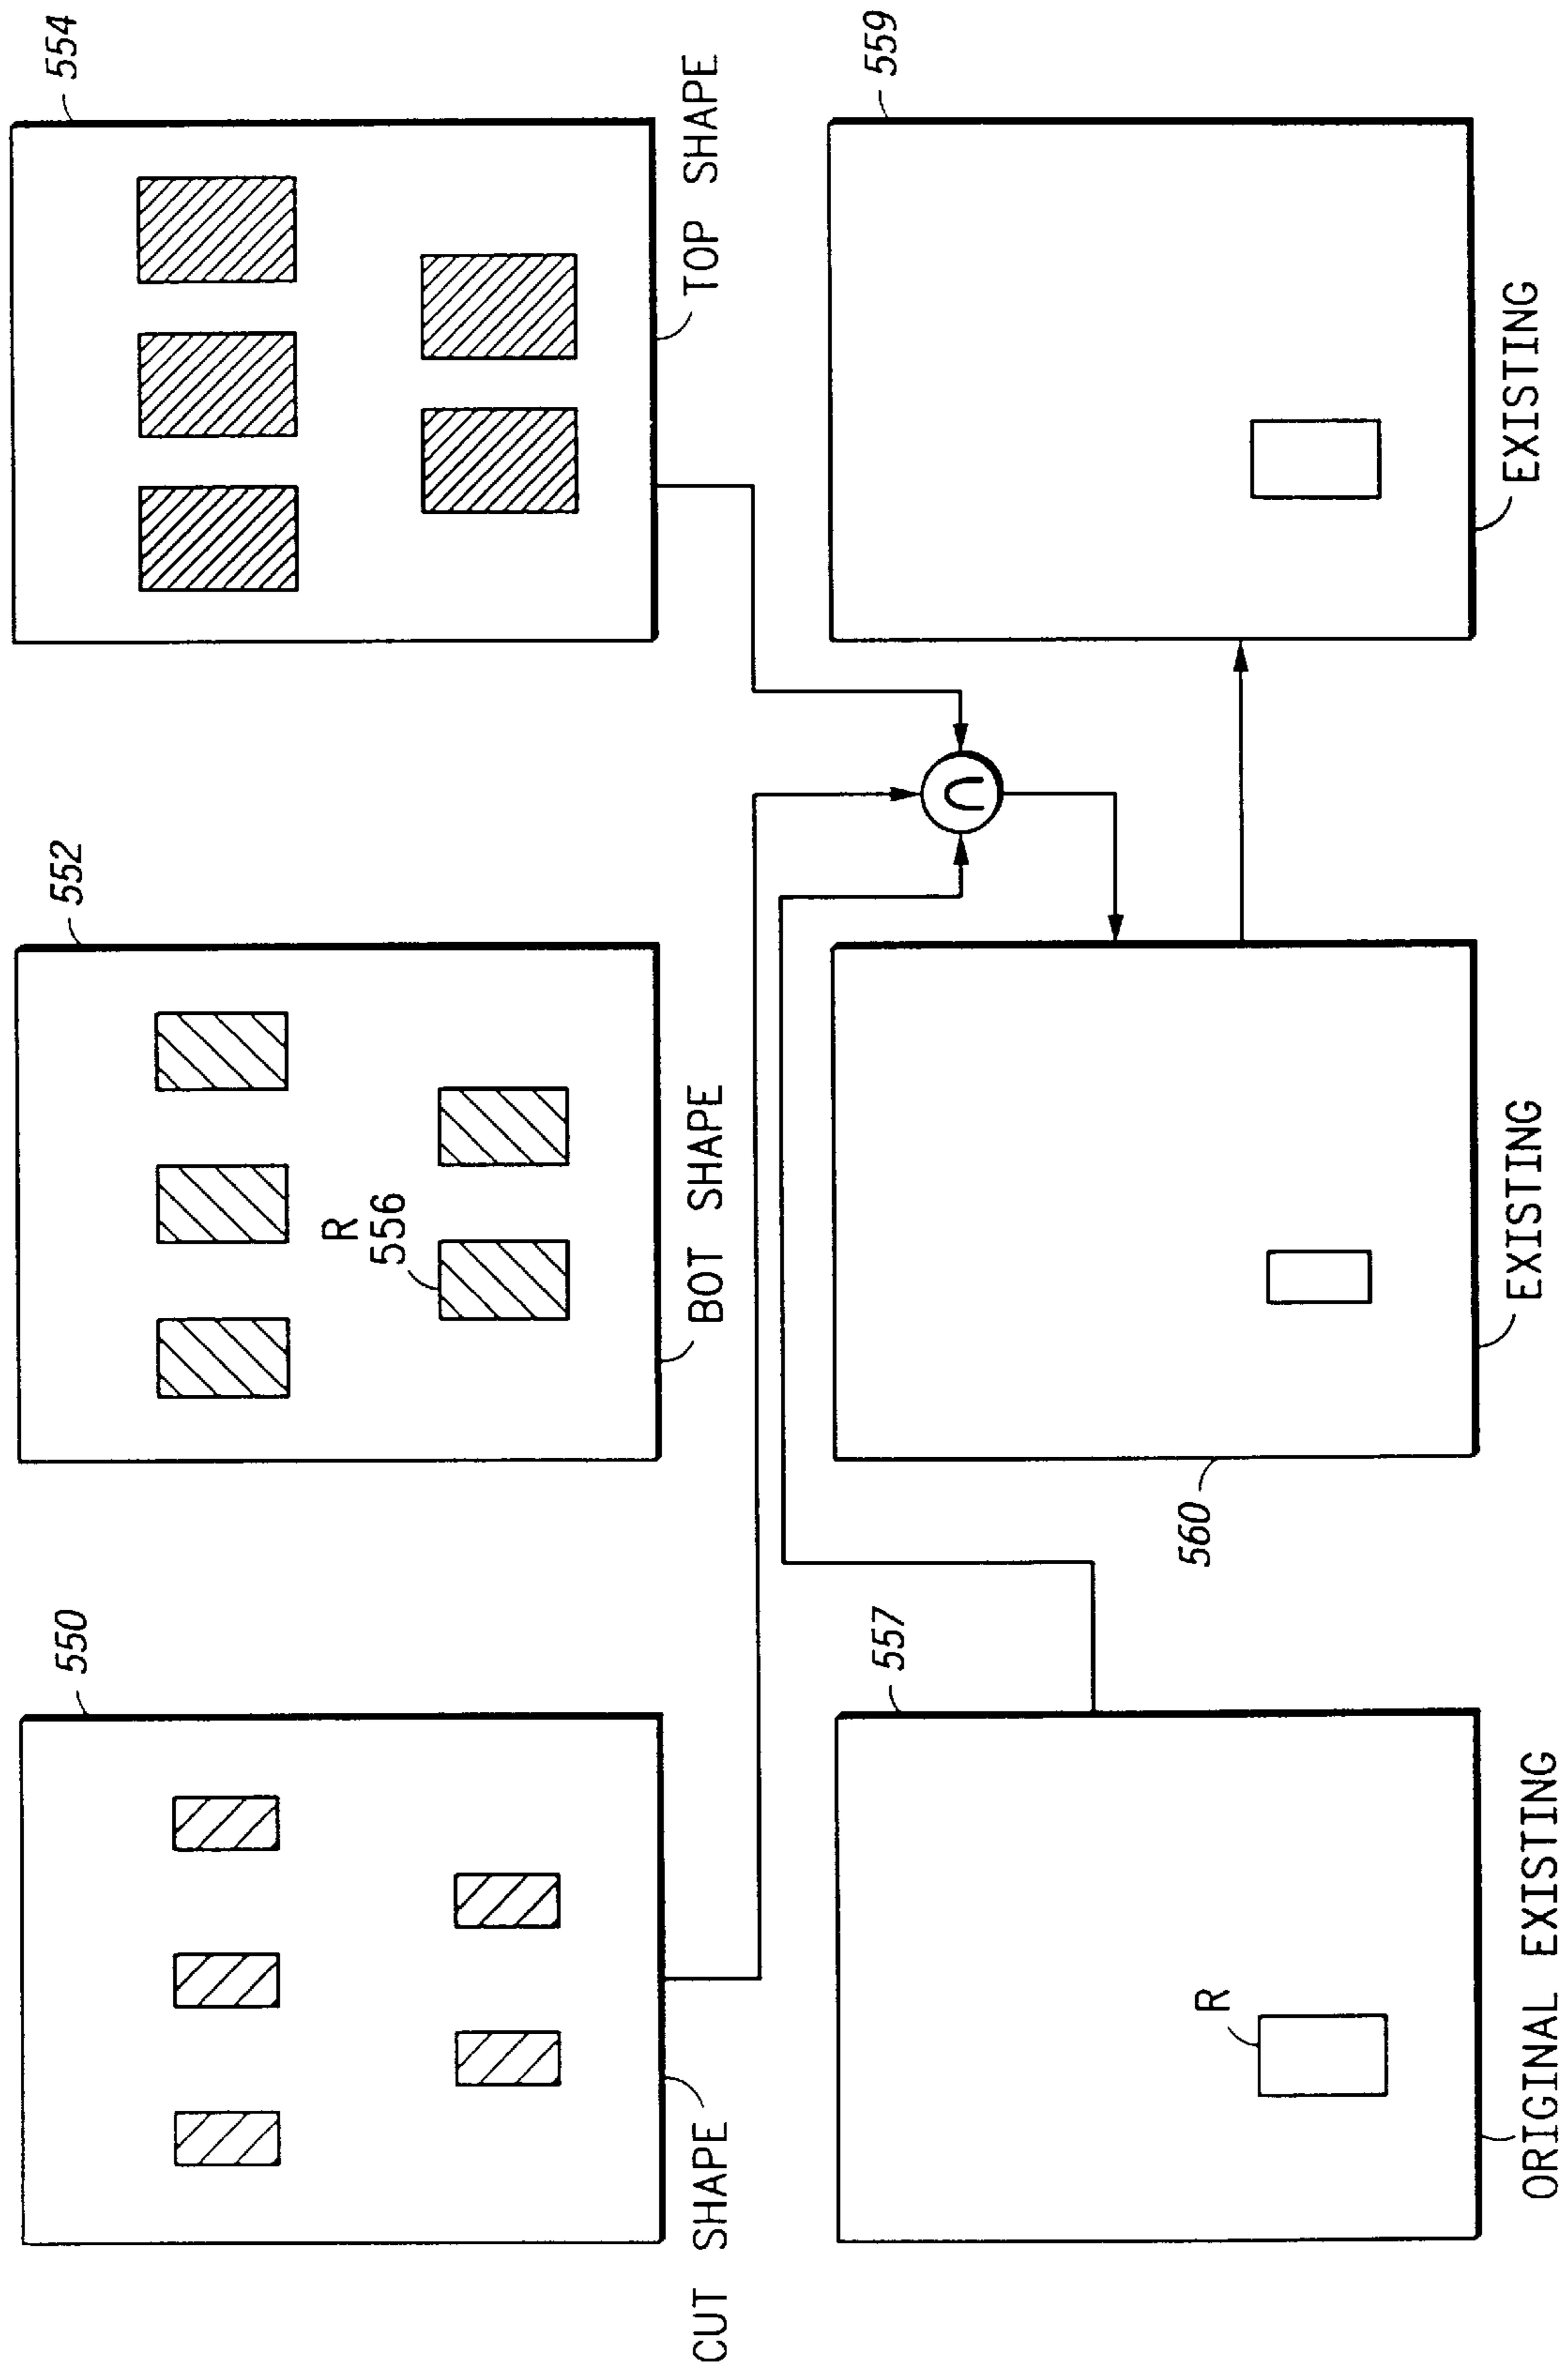 550
552
554
R
556
CUT SHAPE
BOT SHAPE
TOP SHAPE
557
559
∩
R
560
ORIGINAL EXISTING
EXISTING
EXISTING